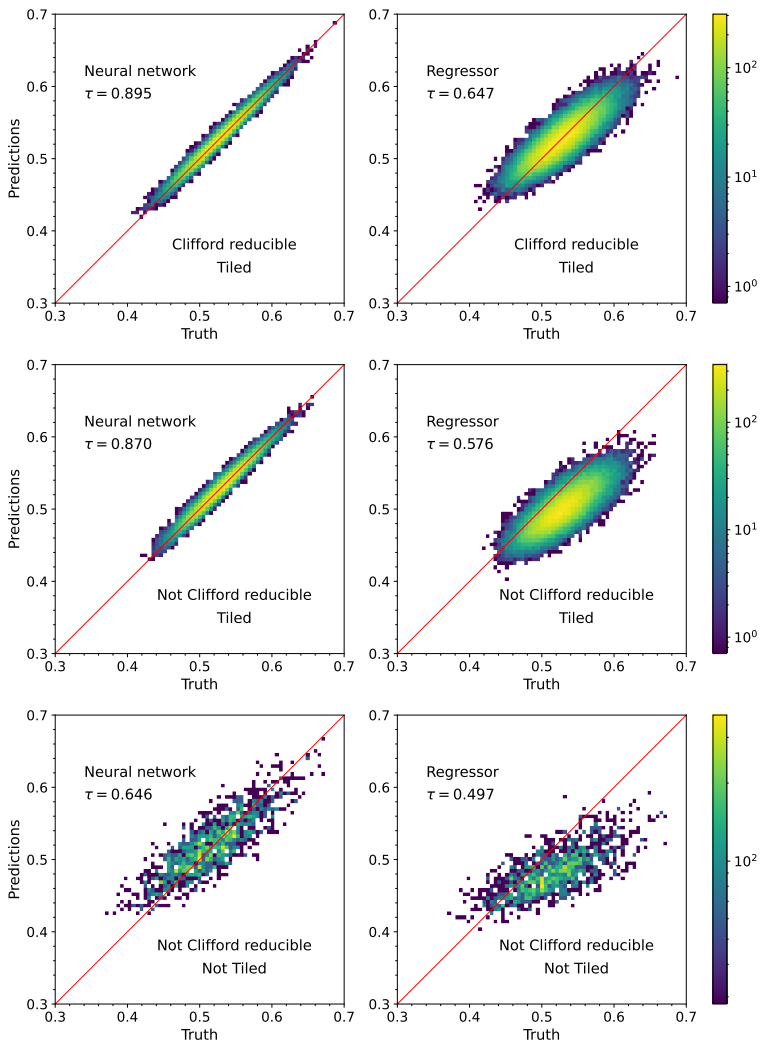 0.7
0.6
0.5
0.4
0.3
Predictions
Neural network
τ = 0.895
Clifford reducible
Tiled
0.3 0.4 0.5 0.6 0.7
Truth
0.7
0.6
0.5
0.4
0.3
Regressor
τ = 0.647
Clifford reducible
Tiled
0.3 0.4 0.5 0.6 0.7
Truth
10²
10¹
10⁰
0.7
0.6
0.5
0.4
0.3
Predictions
Neural network
τ = 0.870
Not Clifford reducible
Tiled
0.3 0.4 0.5 0.6 0.7
Truth
0.7
0.6
0.5
0.4
0.3
Regressor
τ = 0.576
Not Clifford reducible
Tiled
0.3 0.4 0.5 0.6 0.7
Truth
10²
10¹
10⁰
0.7
0.6
0.5
0.4
0.3
Predictions
Neural network
τ = 0.646
Not Clifford reducible
Not Tiled
0.3 0.4 0.5 0.6 0.7
Truth
0.7
0.6
0.5
0.4
0.3
Regressor
τ = 0.497
Not Clifford reducible
Not Tiled
0.3 0.4 0.5 0.6 0.7
Truth
10²